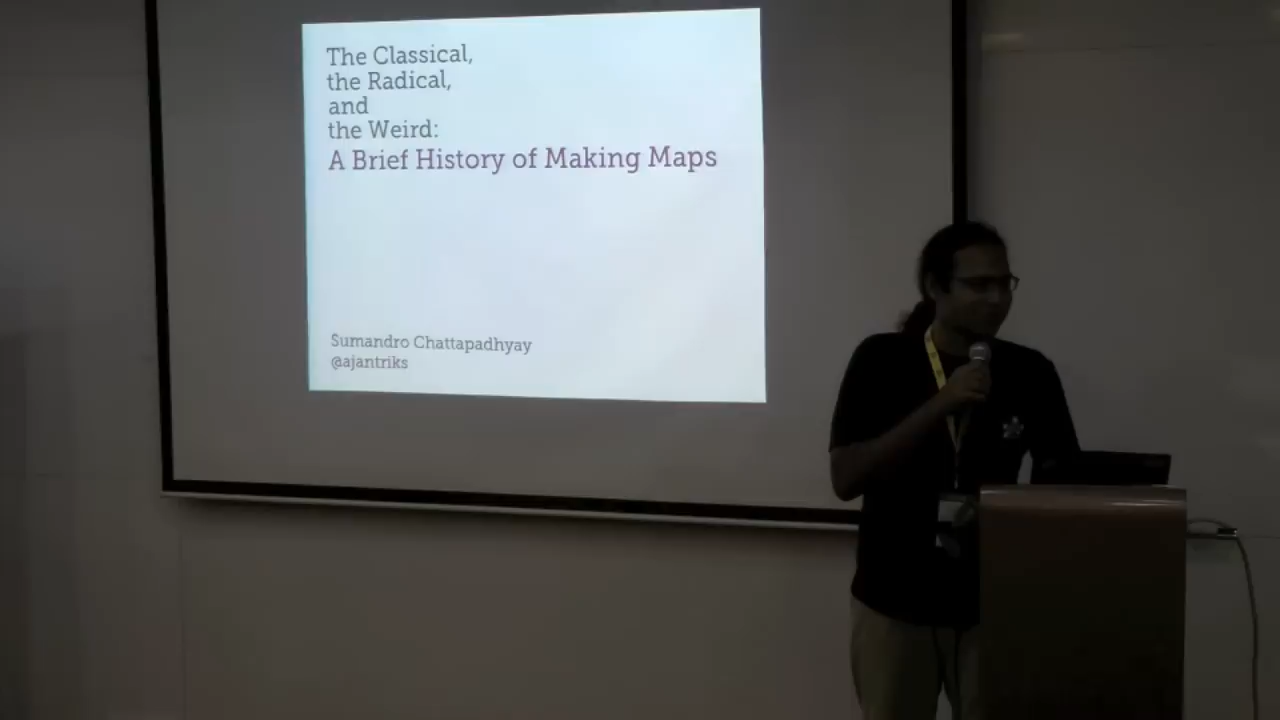 The Classical,
the Radical,
and
the Weird:
A Brief History of Making Maps
Sumandro Chattapadhyay
@ajantriks